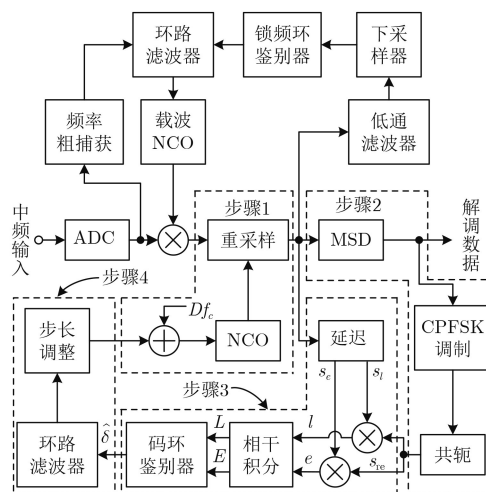 环路
滤波器
锁频环
鉴别器
下采
样器
频率
粗捕获
载波
NCO
低通
滤波器
中频输入
ADC
步骤1
重采样
步骤2
MSD
解调数据
步骤4
步长
调整
Df_c
NCO
延迟
CPFSK
调制
s_e
s_l
步骤3
环路
滤波器
δ̂
码环
鉴别器
L
E
相干
积分
l
e
s_re
共轭